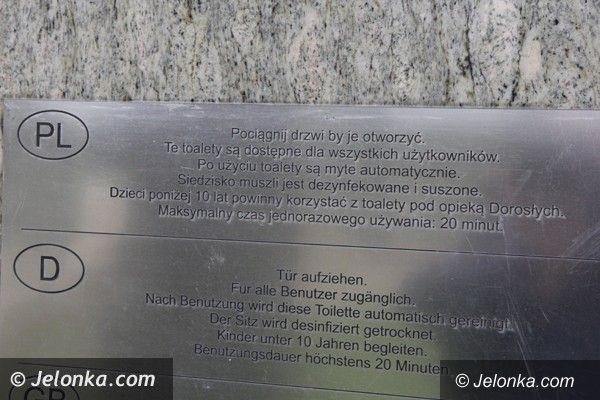 PL
Pociągnij drzwi by je otworzyć.
Te toalety są dostępne dla wszystkich użytkowników.
Po użyciu toalety są myte automatycznie.
Siedzisko muszli jest dezynfekowane i suszone.
Dzieci poniżej 10 lat powinny korzystać z toalety pod opieką Dorosłych.
Maksymalny czas jednorazowego używania: 20 minut.
D
Tür aufziehen.
Fur alle Benutzer zugänglich.
Nach Benutzung wird diese Toilette automatisch gereinigt.
Der Sitz wird desinfiziert getrocknet.
Kinder unter 10 Jahren begleiten.
Benutzungsdauer höchstens 20 Minuten
GB
© Jelonka.com
© Jelonka.com